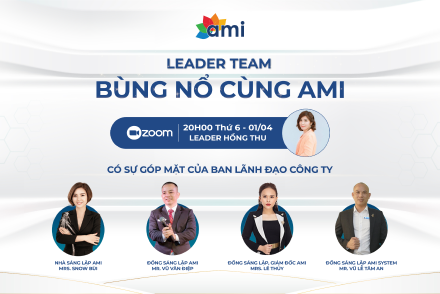 ami
LEADER TEAM
BÙNG NỔ CÙNG AMI
zoom
20H00 Thứ 6 - 01/04
LEADER HỒNG THU
CÓ SỰ GÓP MẶT CỦA BAN LÃNH ĐẠO CÔNG TY
NHÀ SÁNG LẬP AMI
MRS. SNOW BÙI
ĐỒNG SÁNG LẬP AMI
MR. VŨ VĂN ĐIỆP
ĐỒNG SÁNG LẬP, GIÁM ĐỐC AMI
MRS. LÊ THÚY
ĐỒNG SÁNG LẬP AMI SYSTEM
MR. VŨ LÊ TÂM AN